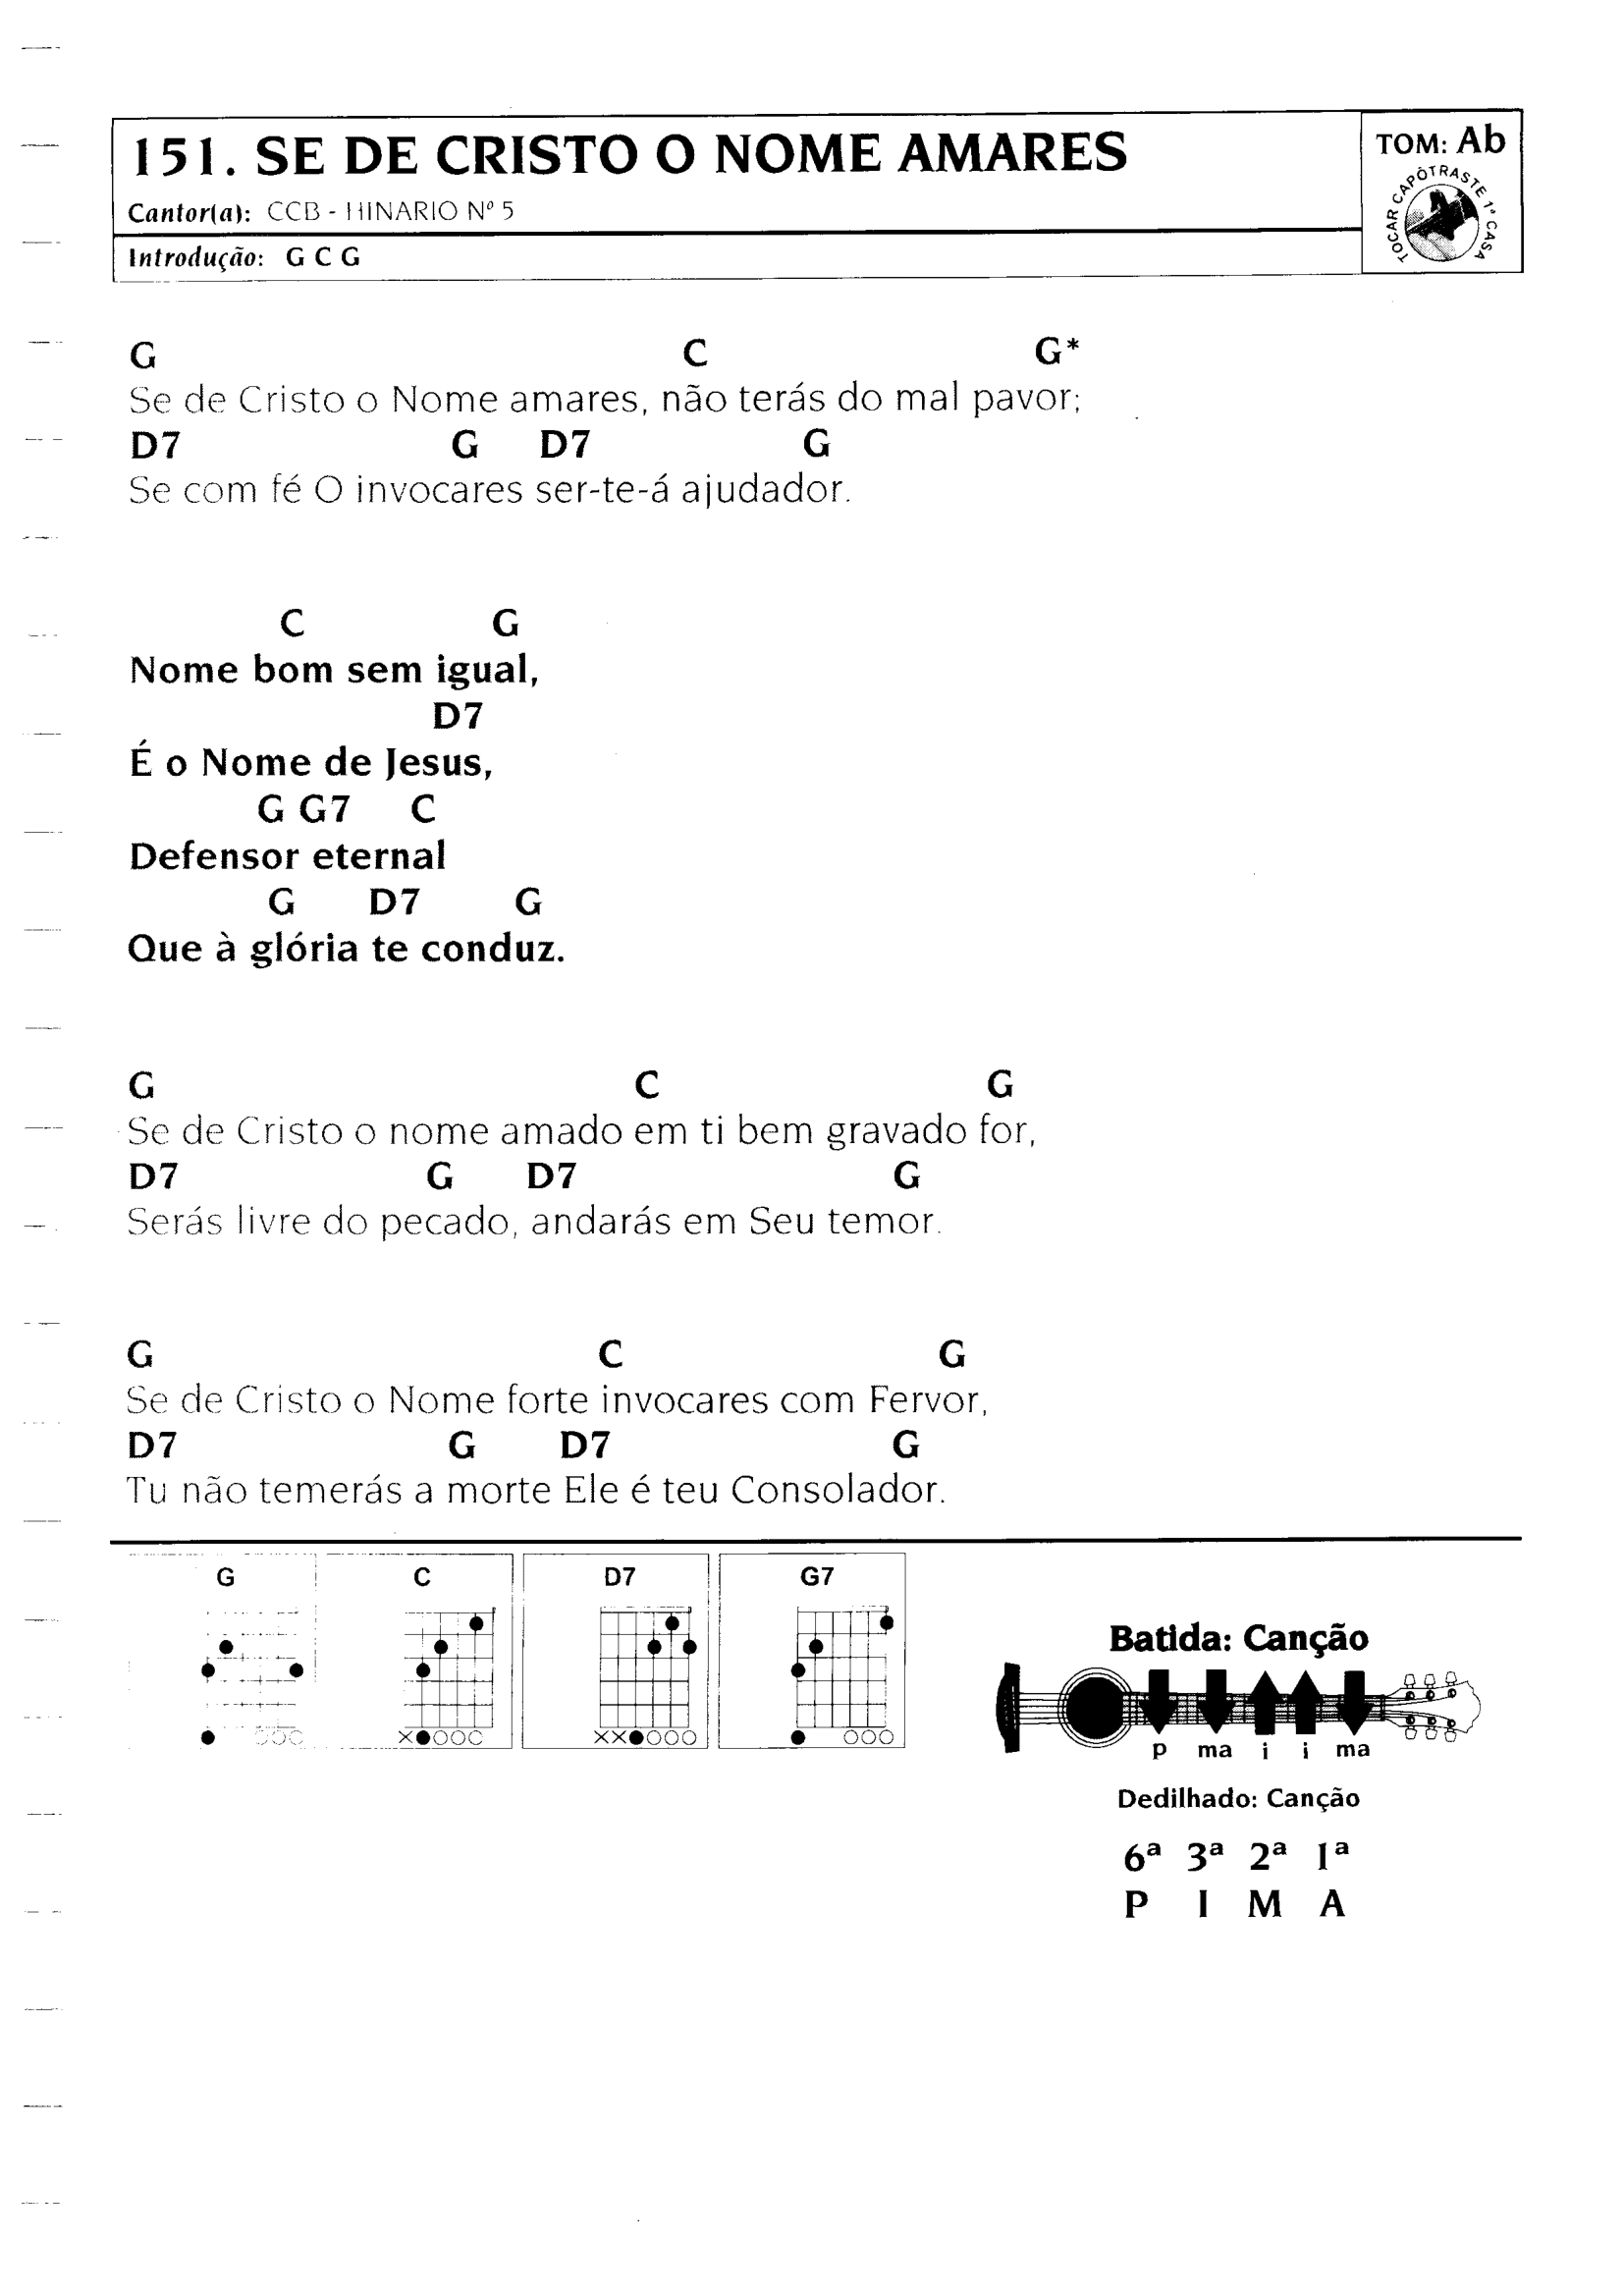 151. SE DE CRISTO O NOME AMARES
Cantor(a): CCB - HINARIO Nº 5
Introdução: G C G
TOM: Ab
TOCAR CAPÔTRASTE 1ª CASA
G C G*
Se de Cristo o Nome amares, não terás do mal pavor;
D7 G D7 G
Se com fé O invocares ser-te-á ajudador.
C G
Nome bom sem igual,
D7
É o Nome de Jesus,
G G7 C
Defensor eternal
G D7 G
Que à glória te conduz.
G C G
Se de Cristo o nome amado em ti bem gravado for,
D7 G D7 G
Serás livre do pecado, andarás em Seu temor.
G C G
Se de Cristo o Nome forte invocares com Fervor,
D7 G D7 G
Tu não temerás a morte Ele é teu Consolador.
G C D7 G7
Batida: Canção
p ma i i ma
Dedilhado: Canção
6ª 3ª 2ª 1ª
P I M A